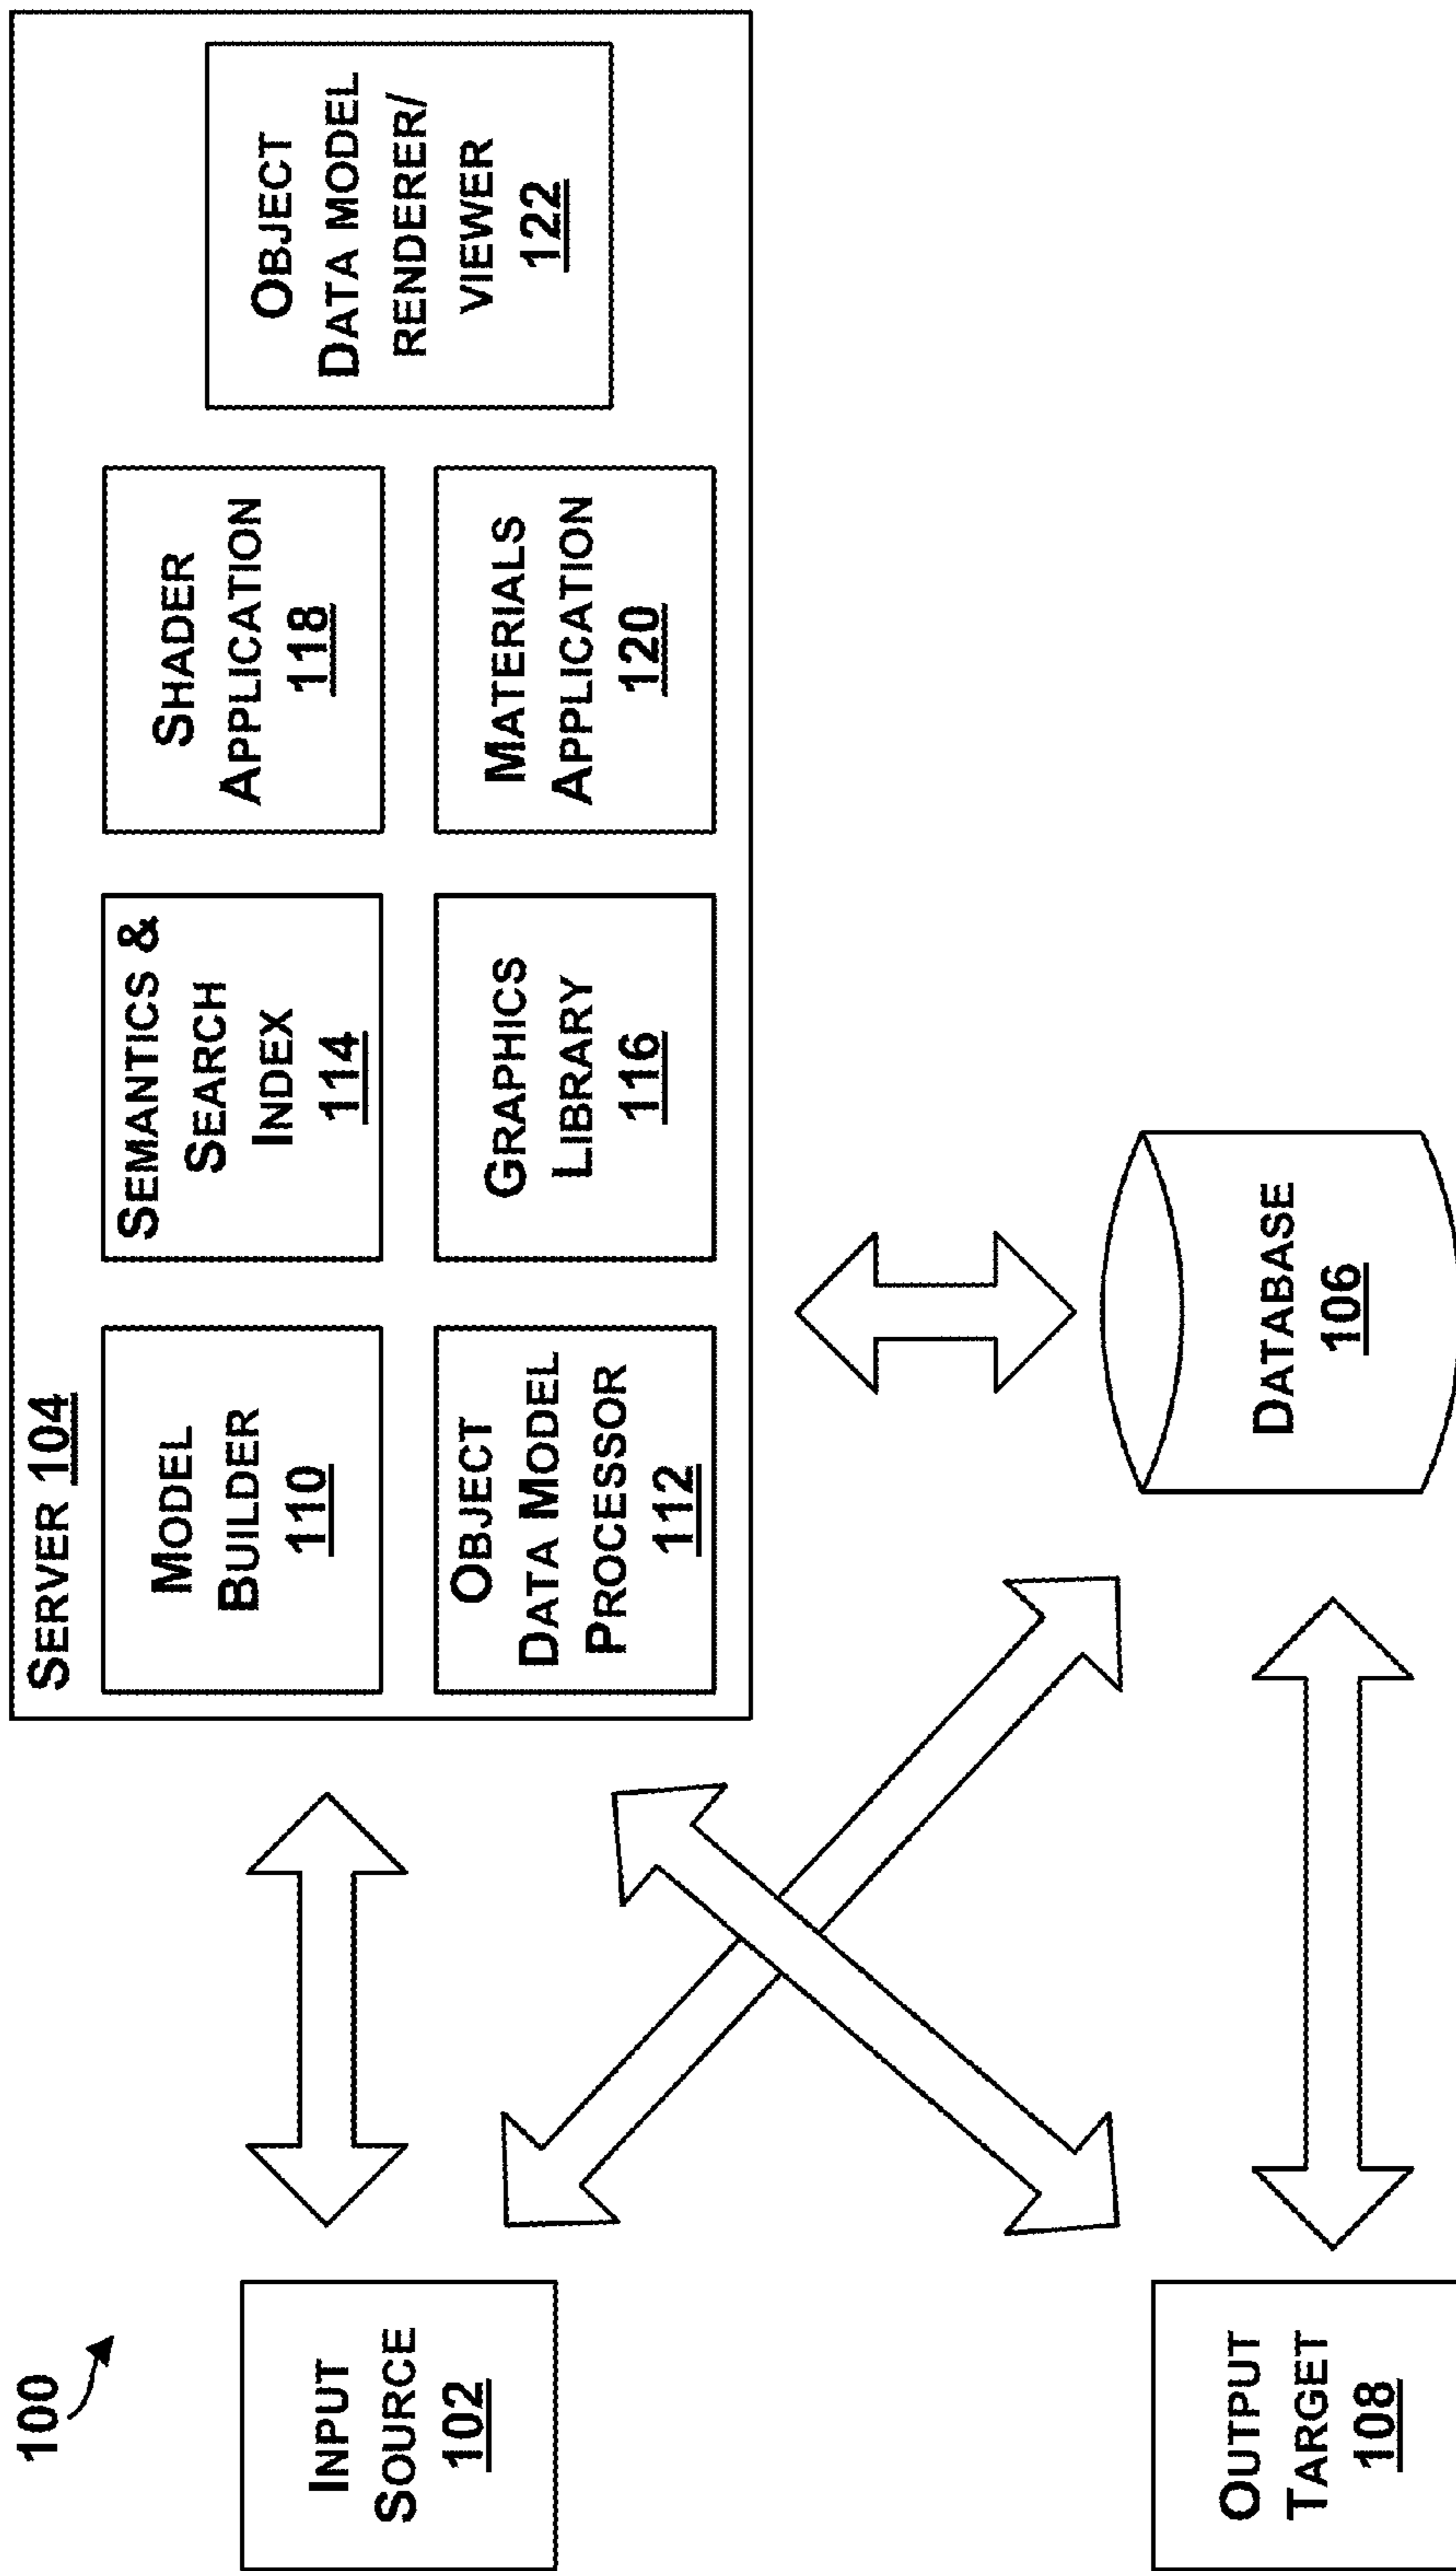 100
INPUT
SOURCE
102
SERVER 104
MODEL
BUILDER
110
SEMANTICS &
SEARCH
INDEX
114
SHADER
APPLICATION
118
OBJECT
DATA MODEL
RENDERER/
VIEWER
122
OBJECT
DATA MODEL
PROCESSOR
112
GRAPHICS
LIBRARY
116
MATERIALS
APPLICATION
120
OUTPUT
TARGET
108
DATABASE
106